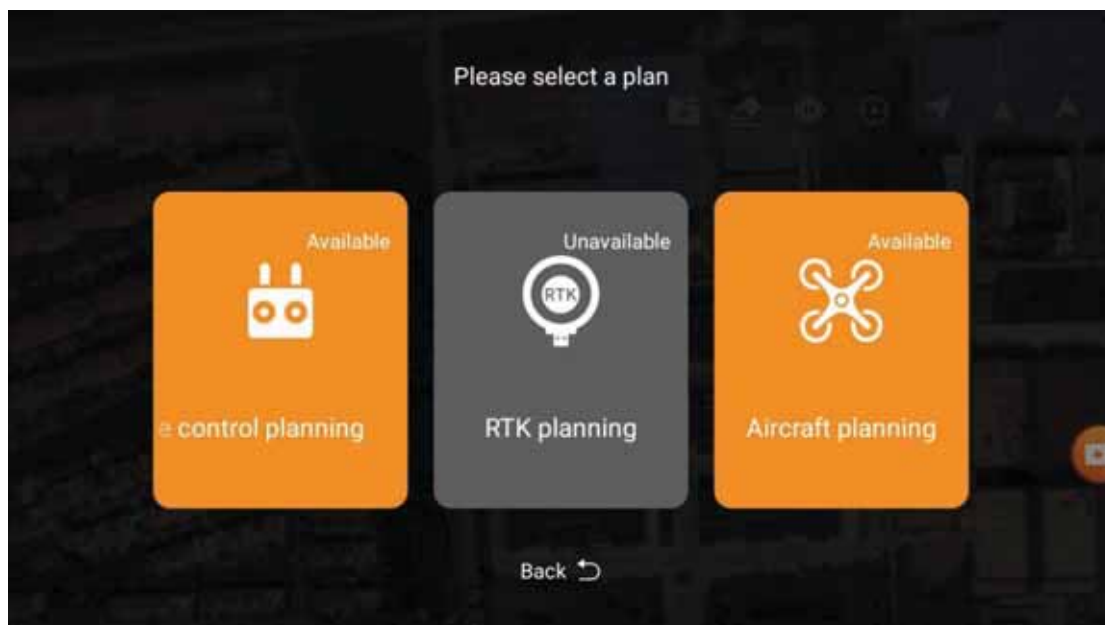 Please select a plan
Available
e control planning
Unavailable
RTK
RTK planning
Available
Aircraft planning
Back